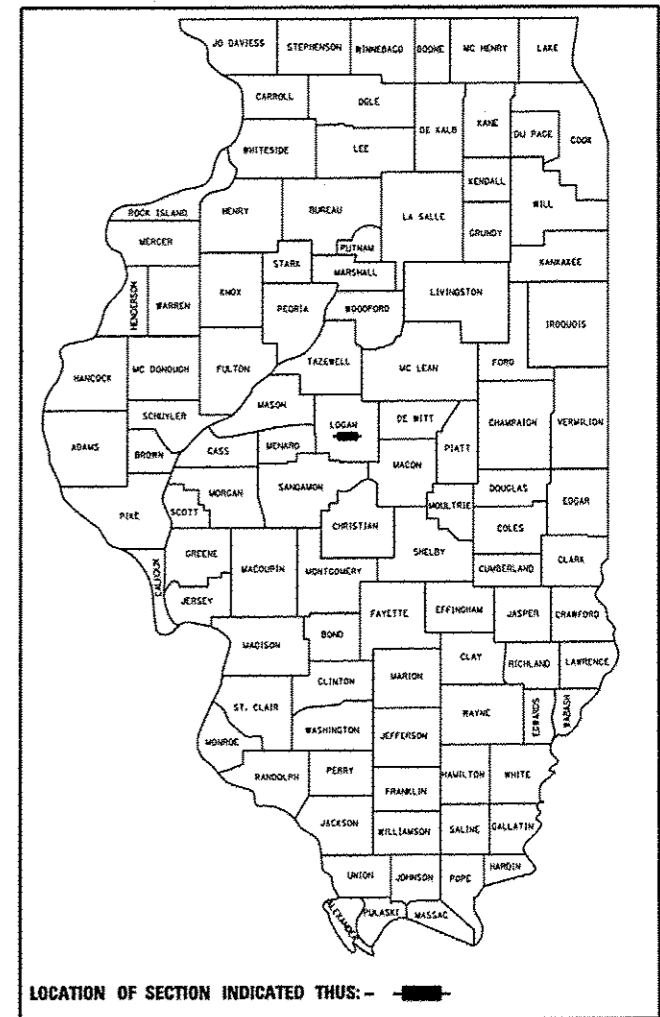 JO DAVIESS STEPHENSON WINNEBAGO BOONE MC HENRY LAKE
CARROLL OGLE DE KALB KANE DU PAGE COOK
WHITESIDE LEE KENDALL WILL
ROCK ISLAND HENRY BUREAU LA SALLE GRUNDY
MERCER PUTNAM KANKAKEE
STARK MARSHALL
HENDERSON WARREN KNOX PEORIA WOODFORD LIVINGSTON IROQUOIS
HANCOCK MC DONOUGH FULTON TAZEWELL MC LEAN FORD
SCHUYLER MASON LOGAN DE WITT CHAMPAIGN VERMILION
ADAMS BROWN CASS MENARD MACON PIATT
PIKE SCOTT MORGAN SANGAMON CHRISTIAN MOULTRIE DOUGLAS EDGAR
COLES
GREENE MACOUPIN MONTGOMERY SHELBY CUMBERLAND CLARK
CALHOUN JERSEY FAYETTE EFFINGHAM JASPER CRAWFORD
MADISON BOND CLAY RICHLAND LAWRENCE
CLINTON MARION
ST. CLAIR WAYNE EDWARDS WABASH
MONROE WASHINGTON JEFFERSON
RANDOLPH PERRY HAMILTON WHITE
FRANKLIN
JACKSON WILLIAMSON SALINE GALLATIN
UNION JOHNSON POPE HARDIN
ALEXANDER PULASKI MASSAC
LOCATION OF SECTION INDICATED THUS: -